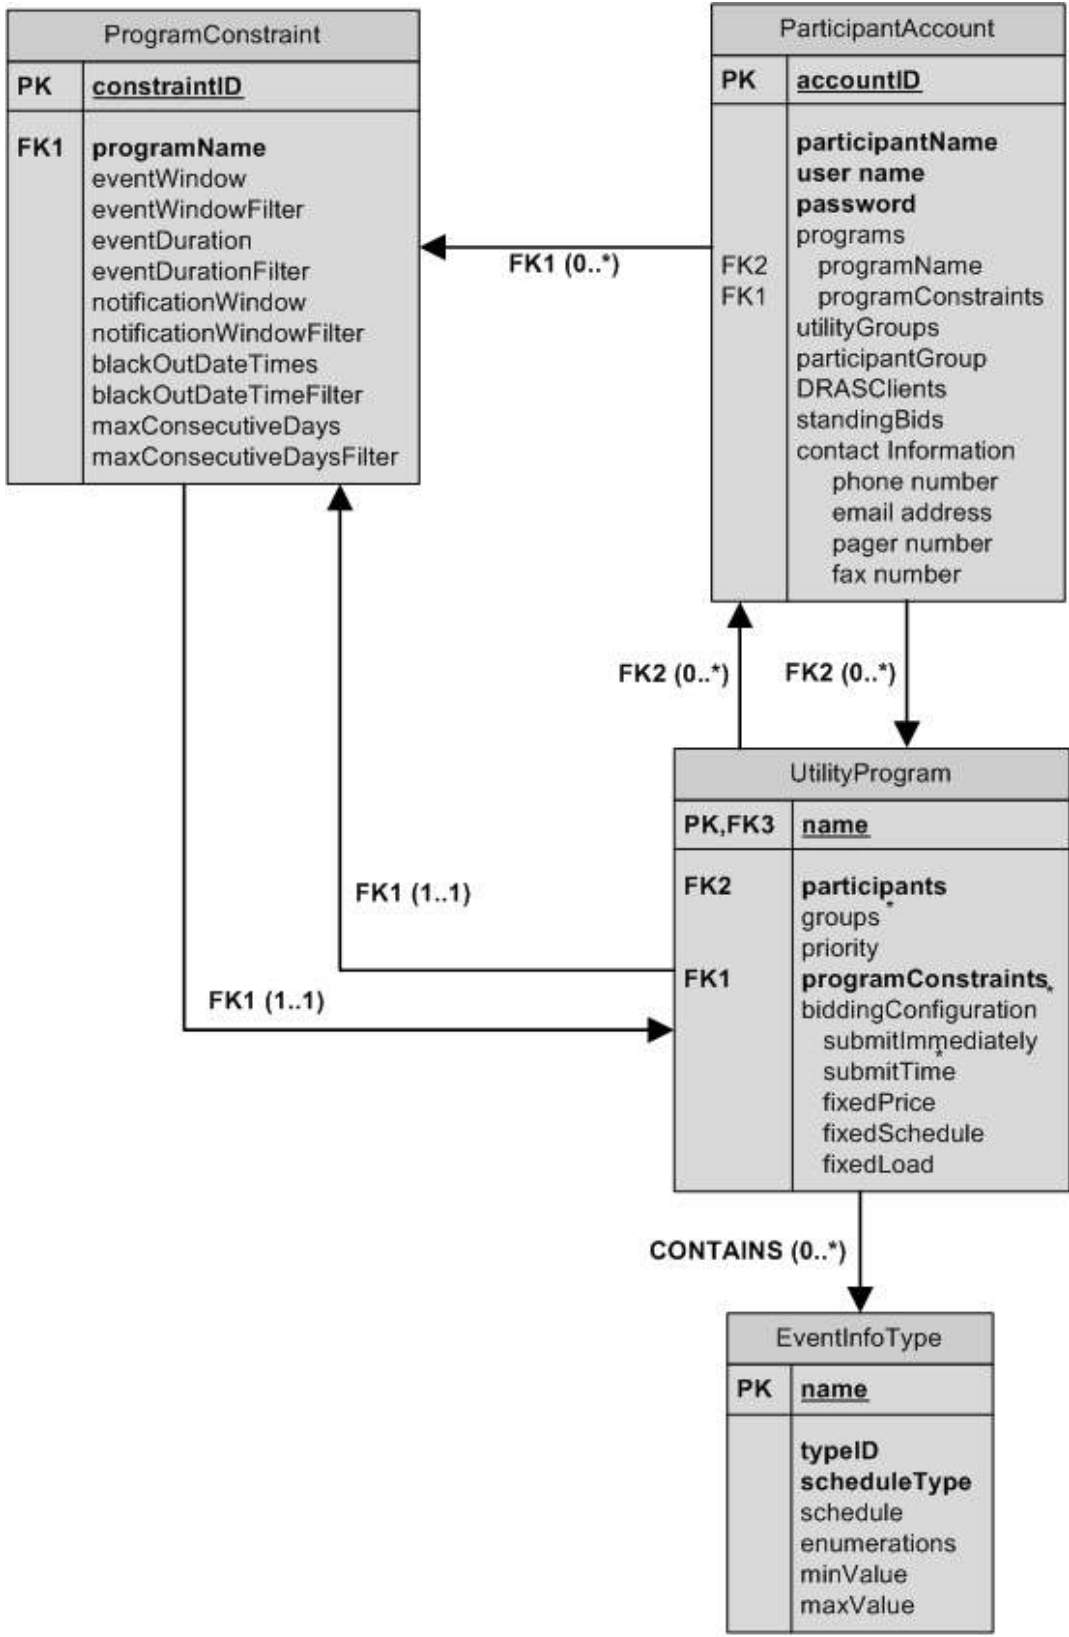 ProgramConstraint
PK constraintID
FK1 programName
eventWindow
eventWindowFilter
eventDuration
eventDurationFilter
notificationWindow
notificationWindowFilter
blackOutDateTimes
blackOutDateTimeFilter
maxConsecutiveDays
maxConsecutiveDaysFilter
ParticipantAccount
PK accountID
participantName
user name
password
programs
FK2 programName
FK1 programConstraints
utilityGroups
participantGroup
DRASClients
standingBids
contact Information
phone number
email address
pager number
fax number
FK1 (0..*)
FK2 (0..*)
FK2 (0..*)
FK1 (1..1)
FK1 (1..1)
UtilityProgram
PK,FK3 name
FK2 participants
groups *
priority
FK1 programConstraints *
biddingConfiguration
submitImmediately
submitTime *
fixedPrice
fixedSchedule
fixedLoad
CONTAINS (0..*)
EventInfoType
PK name
typeID
scheduleType
schedule
enumerations
minValue
maxValue